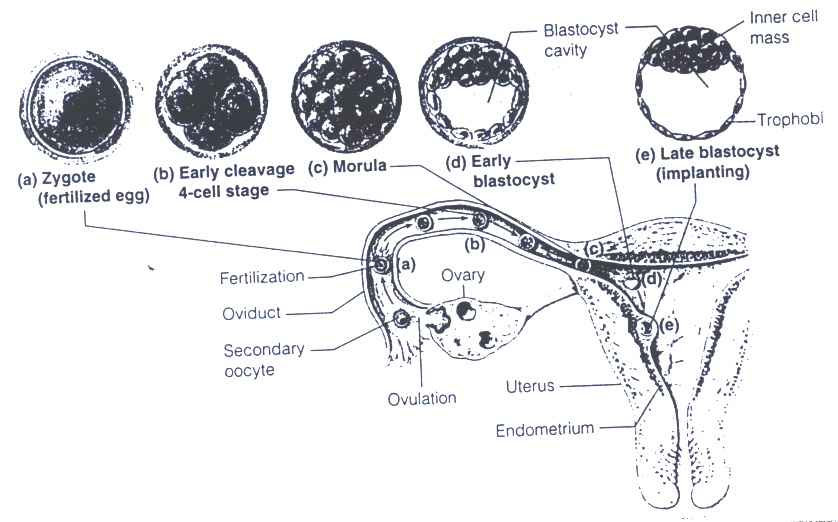 Blastocyst
cavity
Inner cell
mass
Trophobl
(a) Zygote
(fertilized egg)
(b) Early cleavage
4-cell stage
(c) Morula
(d) Early
blastocyst
(e) Late blastocyst
(implanting)
(a)
(b)
(c)
(d)
(e)
Fertilization
Oviduct
Secondary
oocyte
Ovary
Ovulation
Uterus
Endometrium